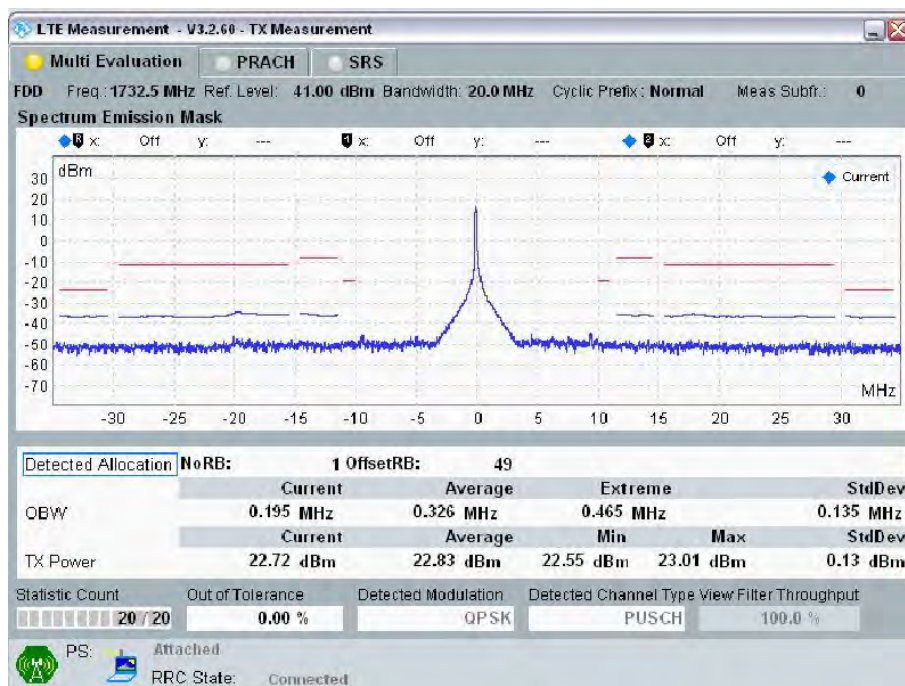 LTE Measurement - V3.2.60 - TX Measurement
Multi Evaluation PRACH SRS
FDD Freq.: 1732.5 MHz Ref. Level: 41.00 dBm Bandwidth: 20.0 MHz Cyclic Prefix: Normal Meas Subfr.: 0
Spectrum Emission Mask
R x: Off y: --- 1 x: Off y: --- 2 x: Off y: ---
dBm Current
30
20
10
0
-10
-20
-30
-40
-50
-60
-70
MHz
-30 -25 -20 -15 -10 -5 0 5 10 15 20 25 30
Detected Allocation NoRB: 1 OffsetRB: 49
Current Average Extreme StdDev
OBW 0.195 MHz 0.326 MHz 0.465 MHz 0.135 MHz
Current Average Min Max StdDev
TX Power 22.72 dBm 22.83 dBm 22.55 dBm 23.01 dBm 0.13 dBm
Statistic Count Out of Tolerance Detected Modulation Detected Channel Type View Filter Throughput
20 / 20 0.00 % QPSK PUSCH 100.0 %
PS: Attached
RRC State: Connected